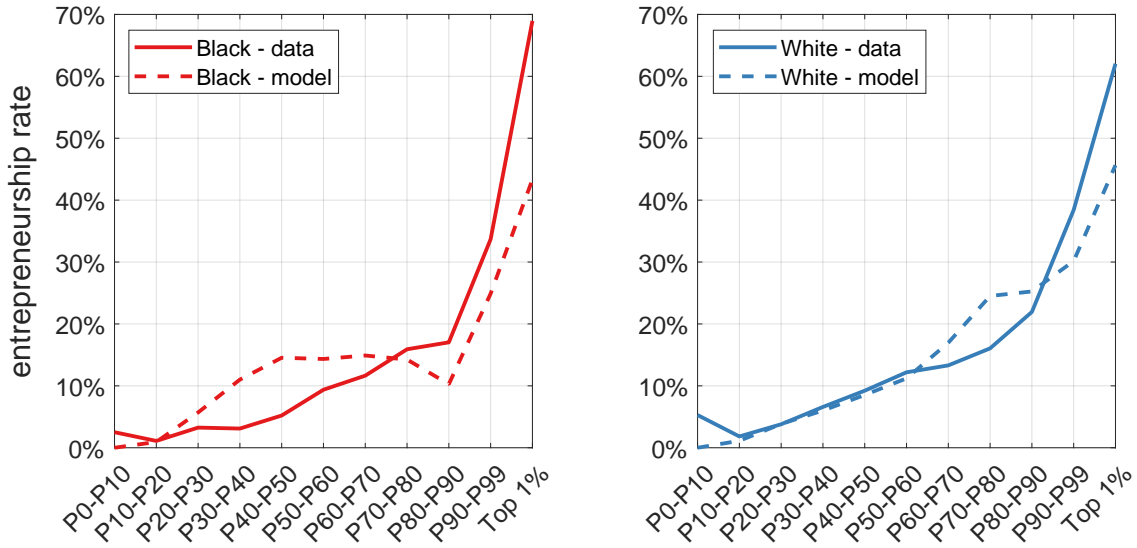 entrepreneurship rate
70%
60%
50%
40%
30%
20%
10%
0%
Black - data
Black - model
P0-P10
P10-P20
P20-P30
P30-P40
P40-P50
P50-P60
P60-P70
P70-P80
P80-P90
P90-P99
Top 1%
70%
60%
50%
40%
30%
20%
10%
0%
White - data
White - model
P0-P10
P10-P20
P20-P30
P30-P40
P40-P50
P50-P60
P60-P70
P70-P80
P80-P90
P90-P99
Top 1%